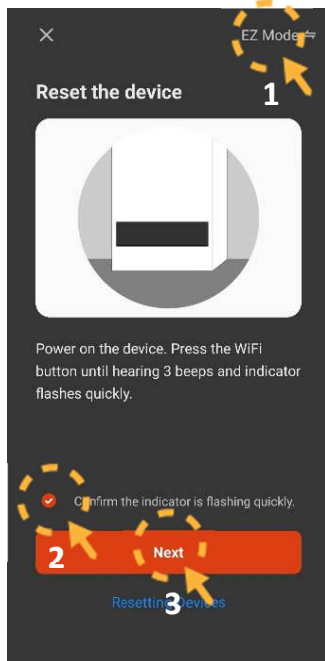 EZ Mode
1
Reset the device
Power on the device. Press the WiFi
button until hearing 3 beeps and indicator
flashes quickly.
Confirm the indicator is flashing quickly.
2
Next
Resetting Devices
3